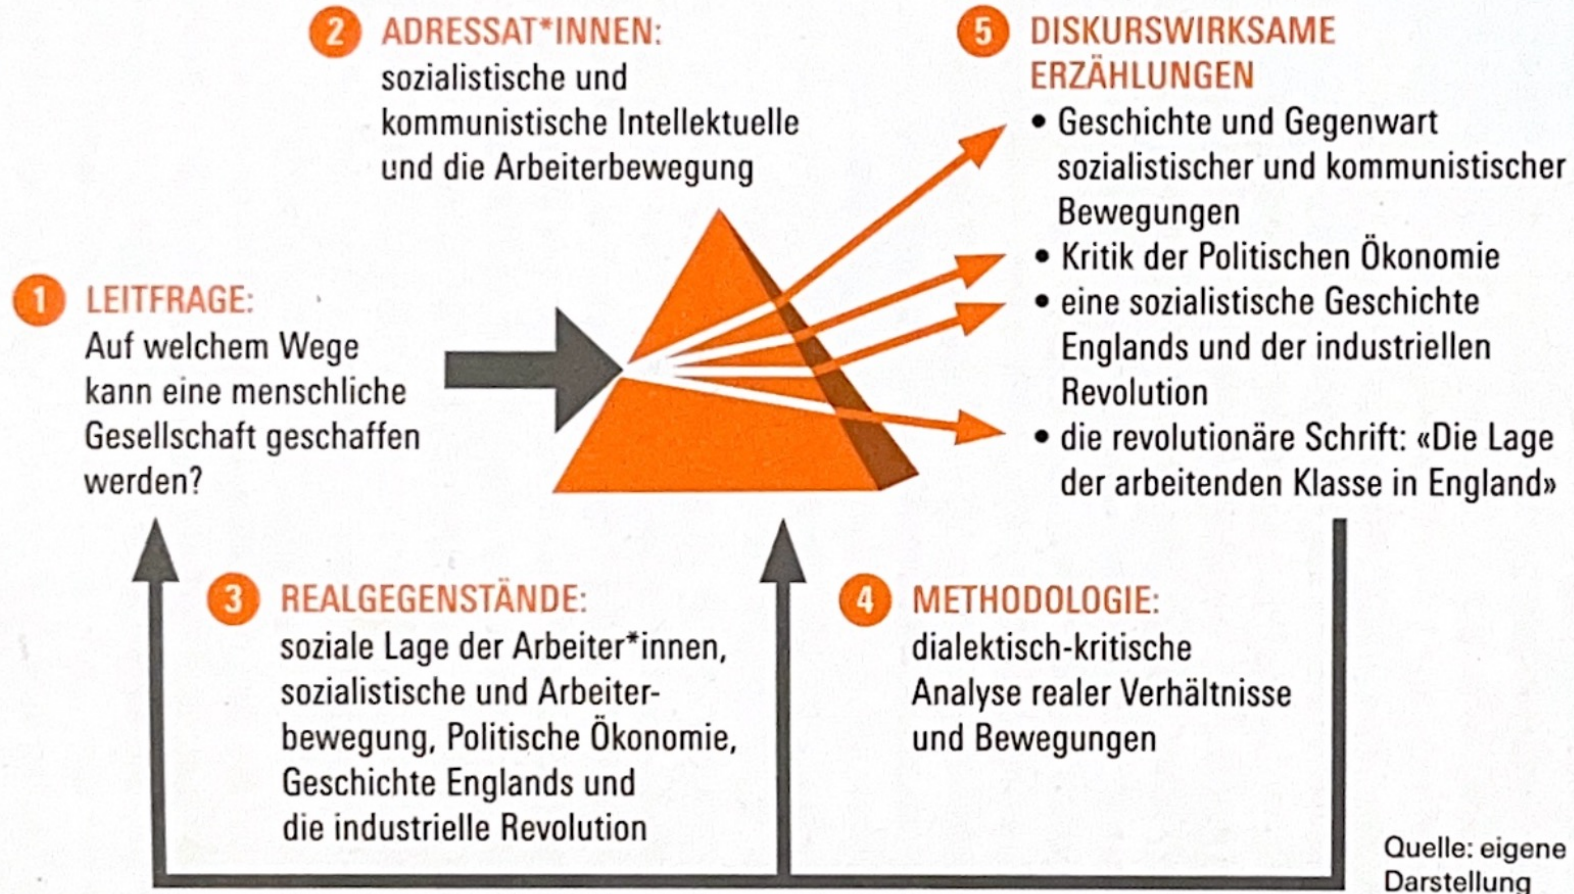 1 LEITFRAGE:
Auf welchem Wege
kann eine menschliche
Gesellschaft geschaffen
werden?
2 ADRESSAT*INNEN:
sozialistische und
kommunistische Intellektuelle
und die Arbeiterbewegung
3 REALGEGENSTÄNDE:
soziale Lage der Arbeiter*innen,
sozialistische und Arbeiter-
bewegung, Politische Ökonomie,
Geschichte Englands und
die industrielle Revolution
4 METHODOLOGIE:
dialektisch-kritische
Analyse realer Verhältnisse
und Bewegungen
5 DISKURSWIRKSAME
ERZÄHLUNGEN
• Geschichte und Gegenwart
sozialistischer und kommunistischer
Bewegungen
• Kritik der Politischen Ökonomie
• eine sozialistische Geschichte
Englands und der industriellen
Revolution
• die revolutionäre Schrift: «Die Lage
der arbeitenden Klasse in England»
Quelle: eigene
Darstellung